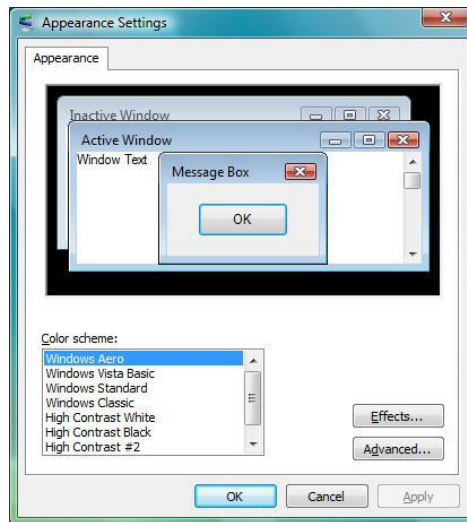 Appearance Settings
Appearance
Inactive Window
Active Window
Window Text
Message Box
OK
Color scheme:
Windows Aero
Windows Vista Basic
Windows Standard
Windows Classic
High Contrast White
High Contrast Black
High Contrast #2
Effects...
Advanced...
OK Cancel Apply